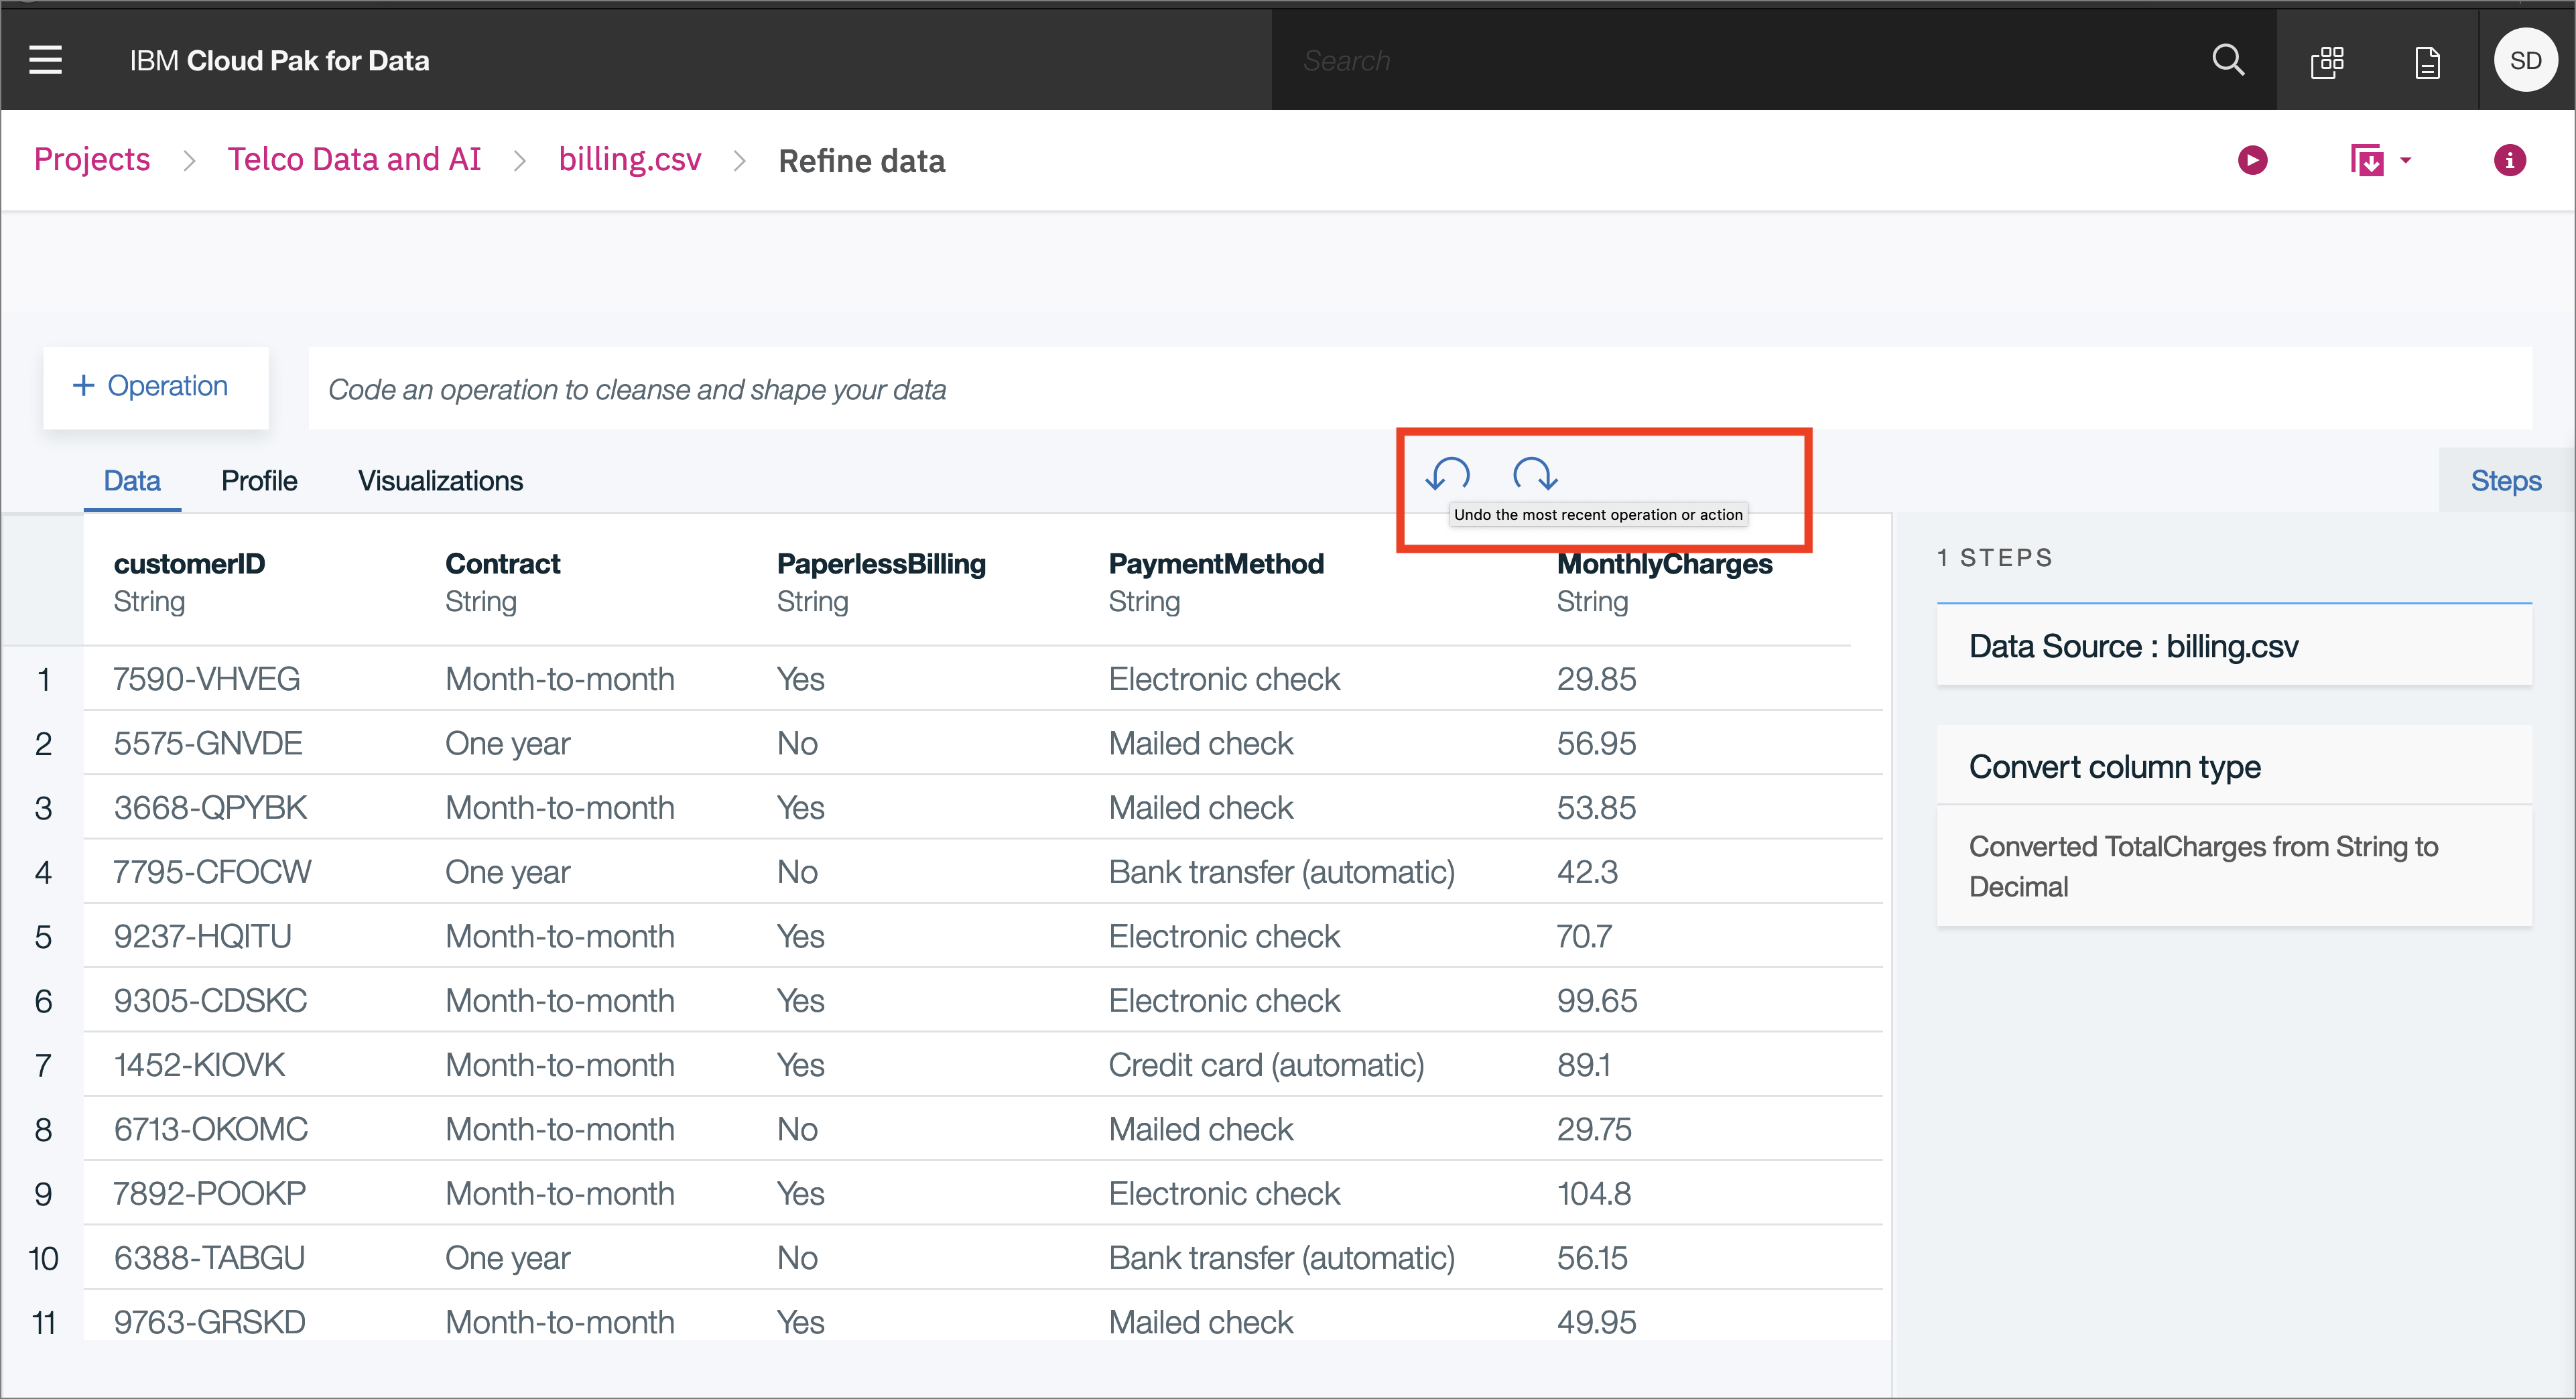 IBM Cloud Pak for Data
Search
SD
Projects > Telco Data and AI > billing.csv > Refine data
+ Operation
Code an operation to cleanse and shape your data
Data Profile Visualizations
Steps
Undo the most recent operation or action
customerID Contract PaperlessBilling PaymentMethod MonthlyCharges
String String String String String
1 7590-VHVEG Month-to-month Yes Electronic check 29.85
2 5575-GNVDE One year No Mailed check 56.95
3 3668-QPYBK Month-to-month Yes Mailed check 53.85
4 7795-CFOCW One year No Bank transfer (automatic) 42.3
5 9237-HQITU Month-to-month Yes Electronic check 70.7
6 9305-CDSKC Month-to-month Yes Electronic check 99.65
7 1452-KIOVK Month-to-month Yes Credit card (automatic) 89.1
8 6713-OKOMC Month-to-month No Mailed check 29.75
9 7892-POOKP Month-to-month Yes Electronic check 104.8
10 6388-TABGU One year No Bank transfer (automatic) 56.15
11 9763-GRSKD Month-to-month Yes Mailed check 49.95
1 STEPS
Data Source : billing.csv
Convert column type
Converted TotalCharges from String to
Decimal